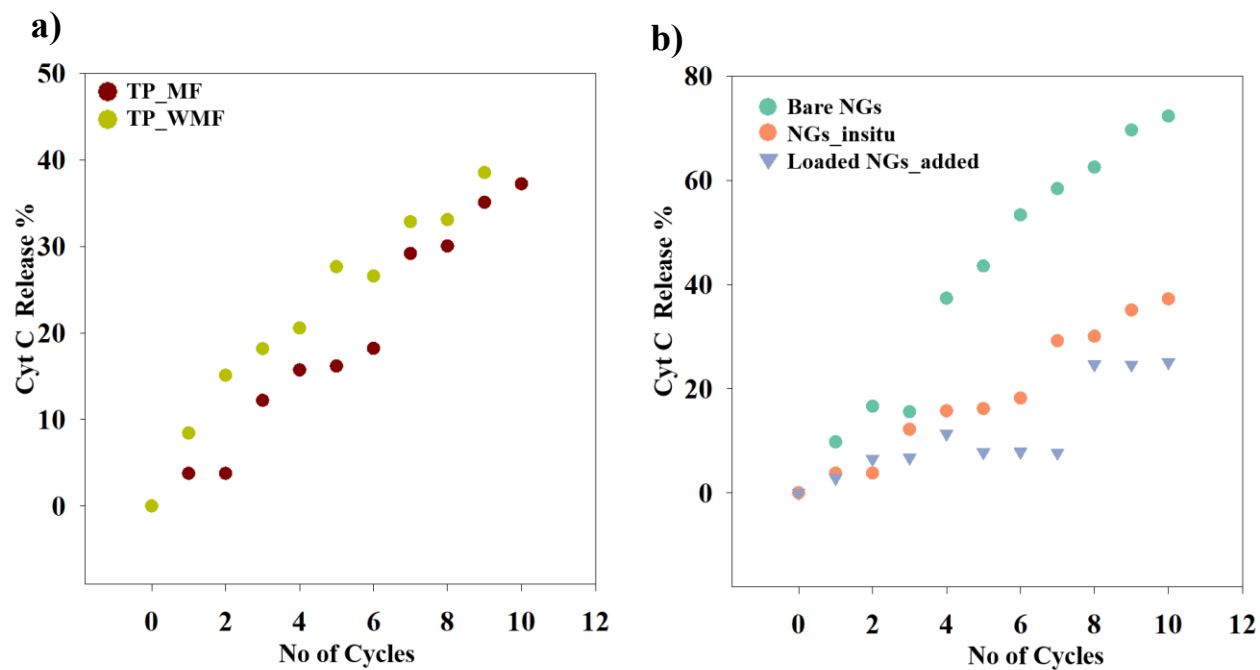 a)
50
40
30
20
10
0
Cyt C Release %
TP_MF
TP_WMF
0 2 4 6 8 10 12
No of Cycles
b)
80
60
40
20
0
Cyt C Release %
Bare NGs
NGs_insitu
Loaded NGs_added
0 2 4 6 8 10 12
No of Cycles